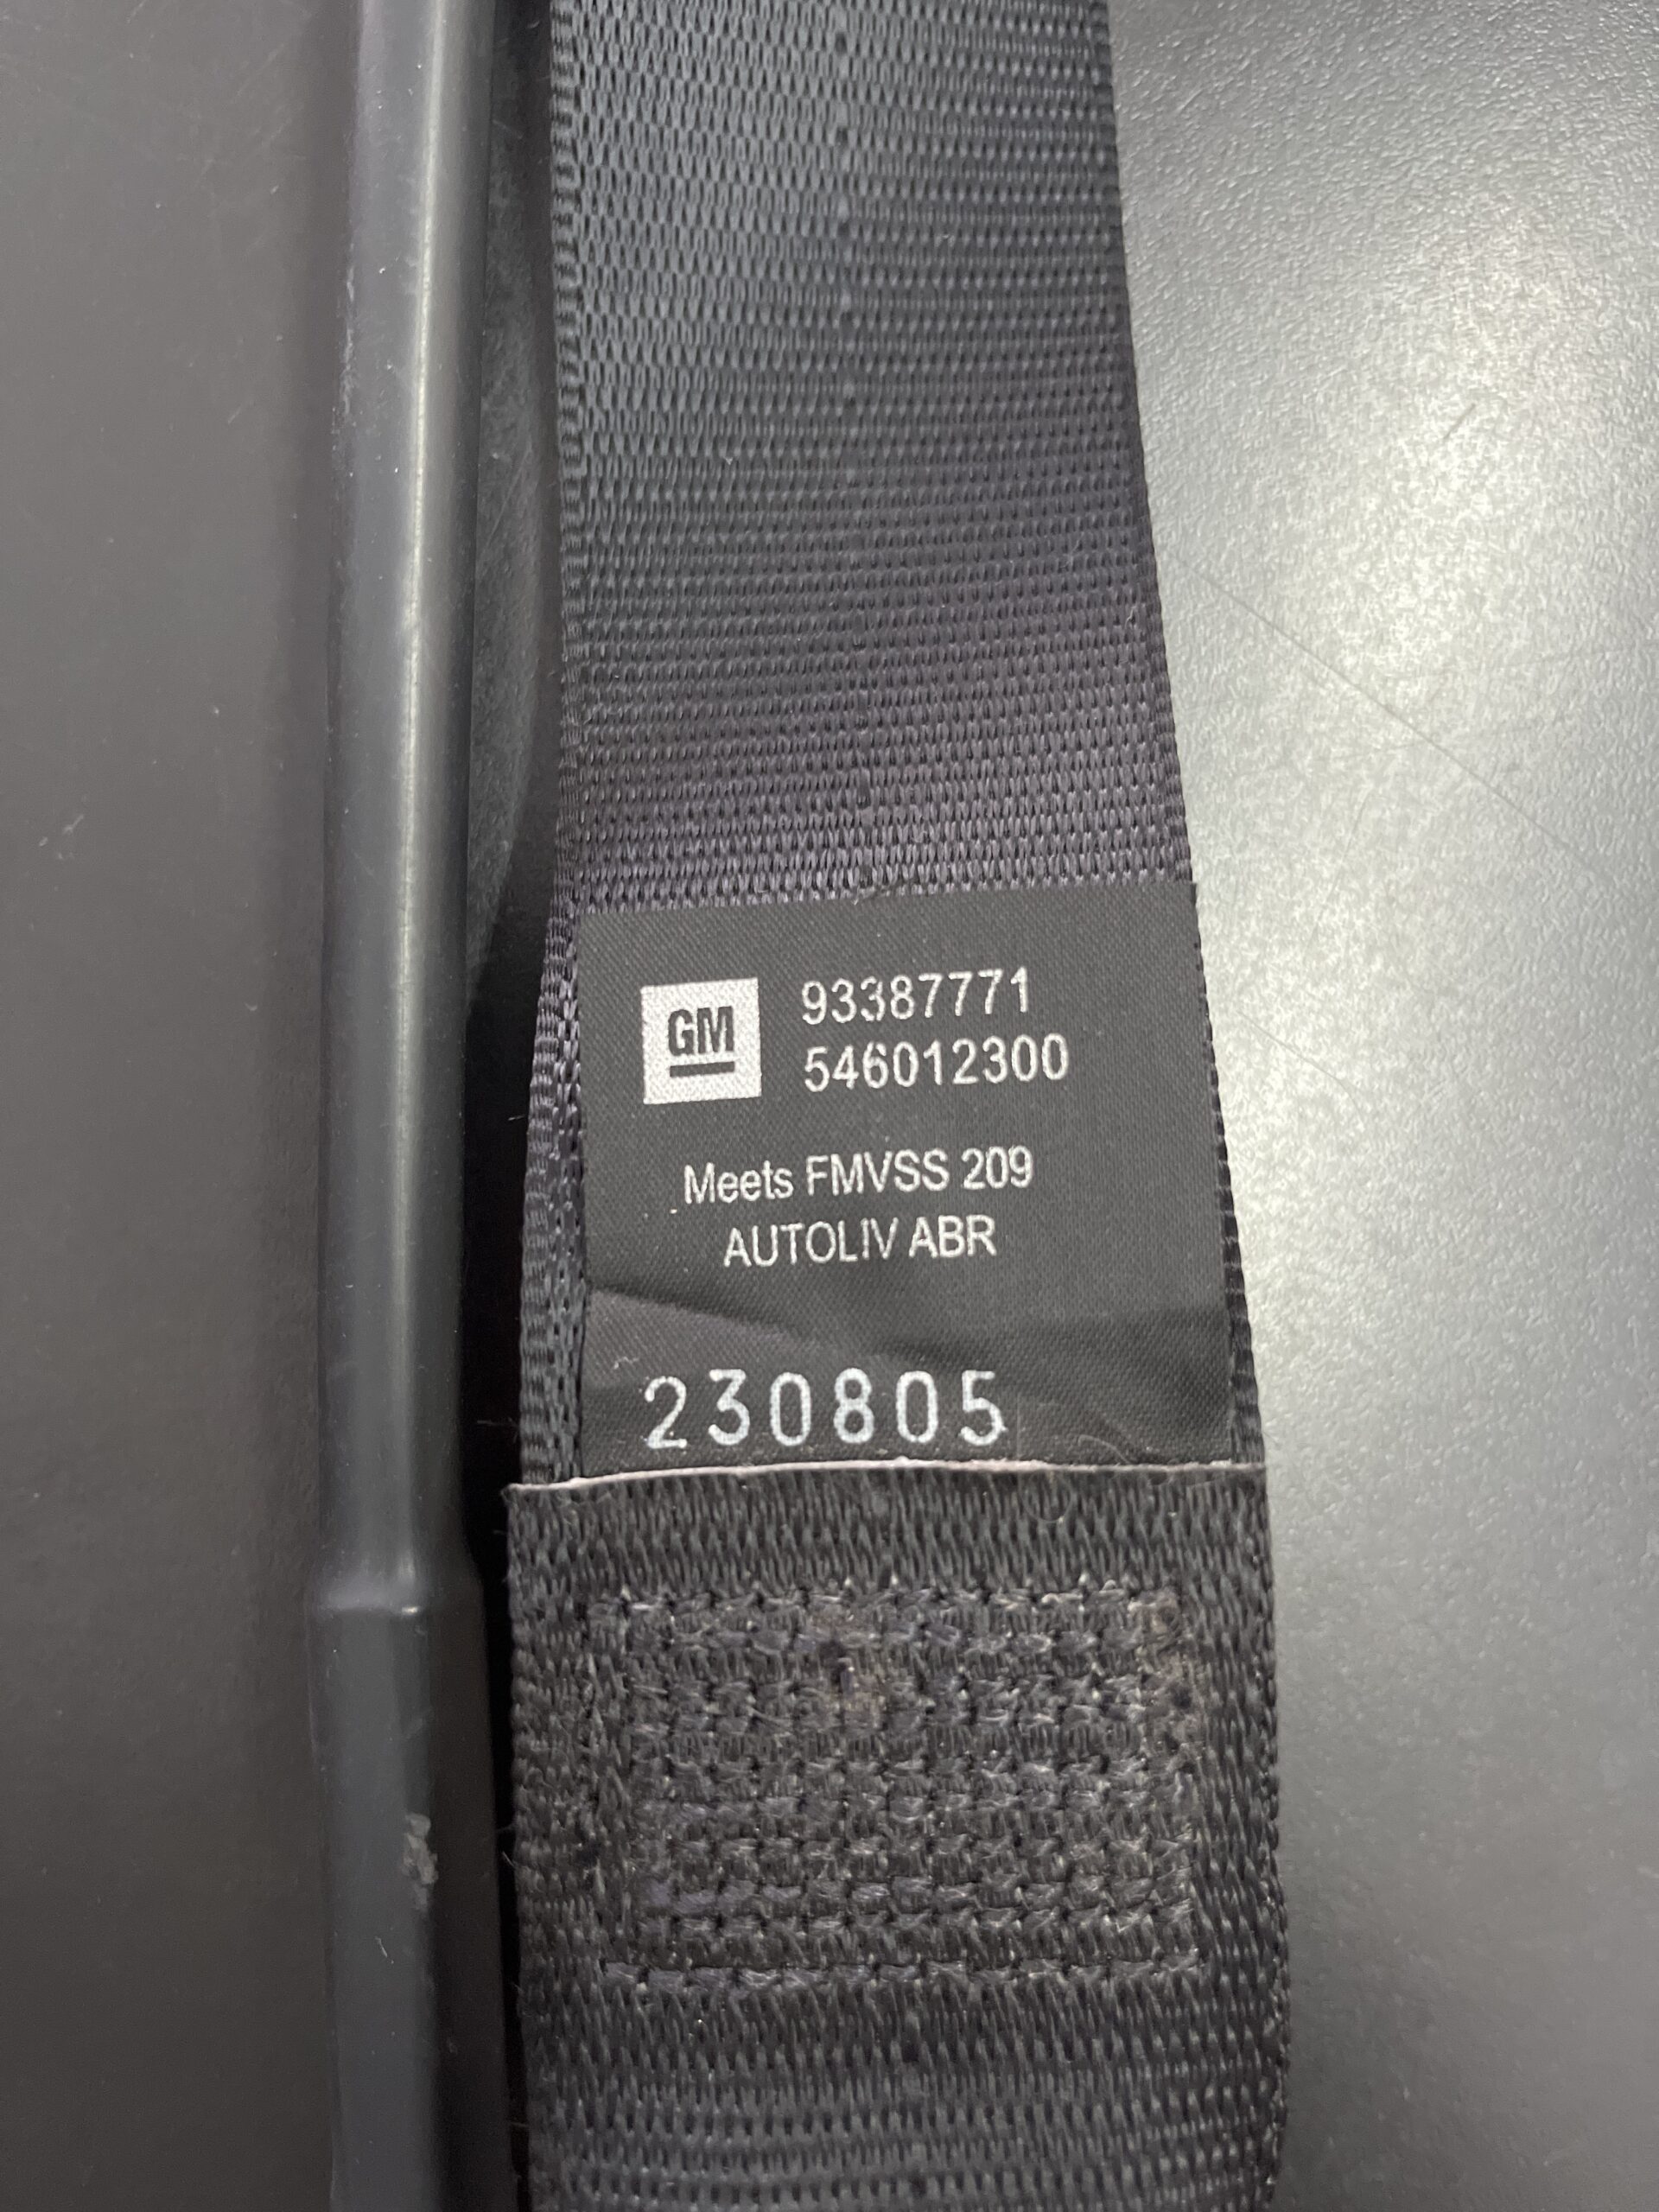 GM
93387771
546012300
Meets FMVSS 209
AUTOLIV ABR
230805